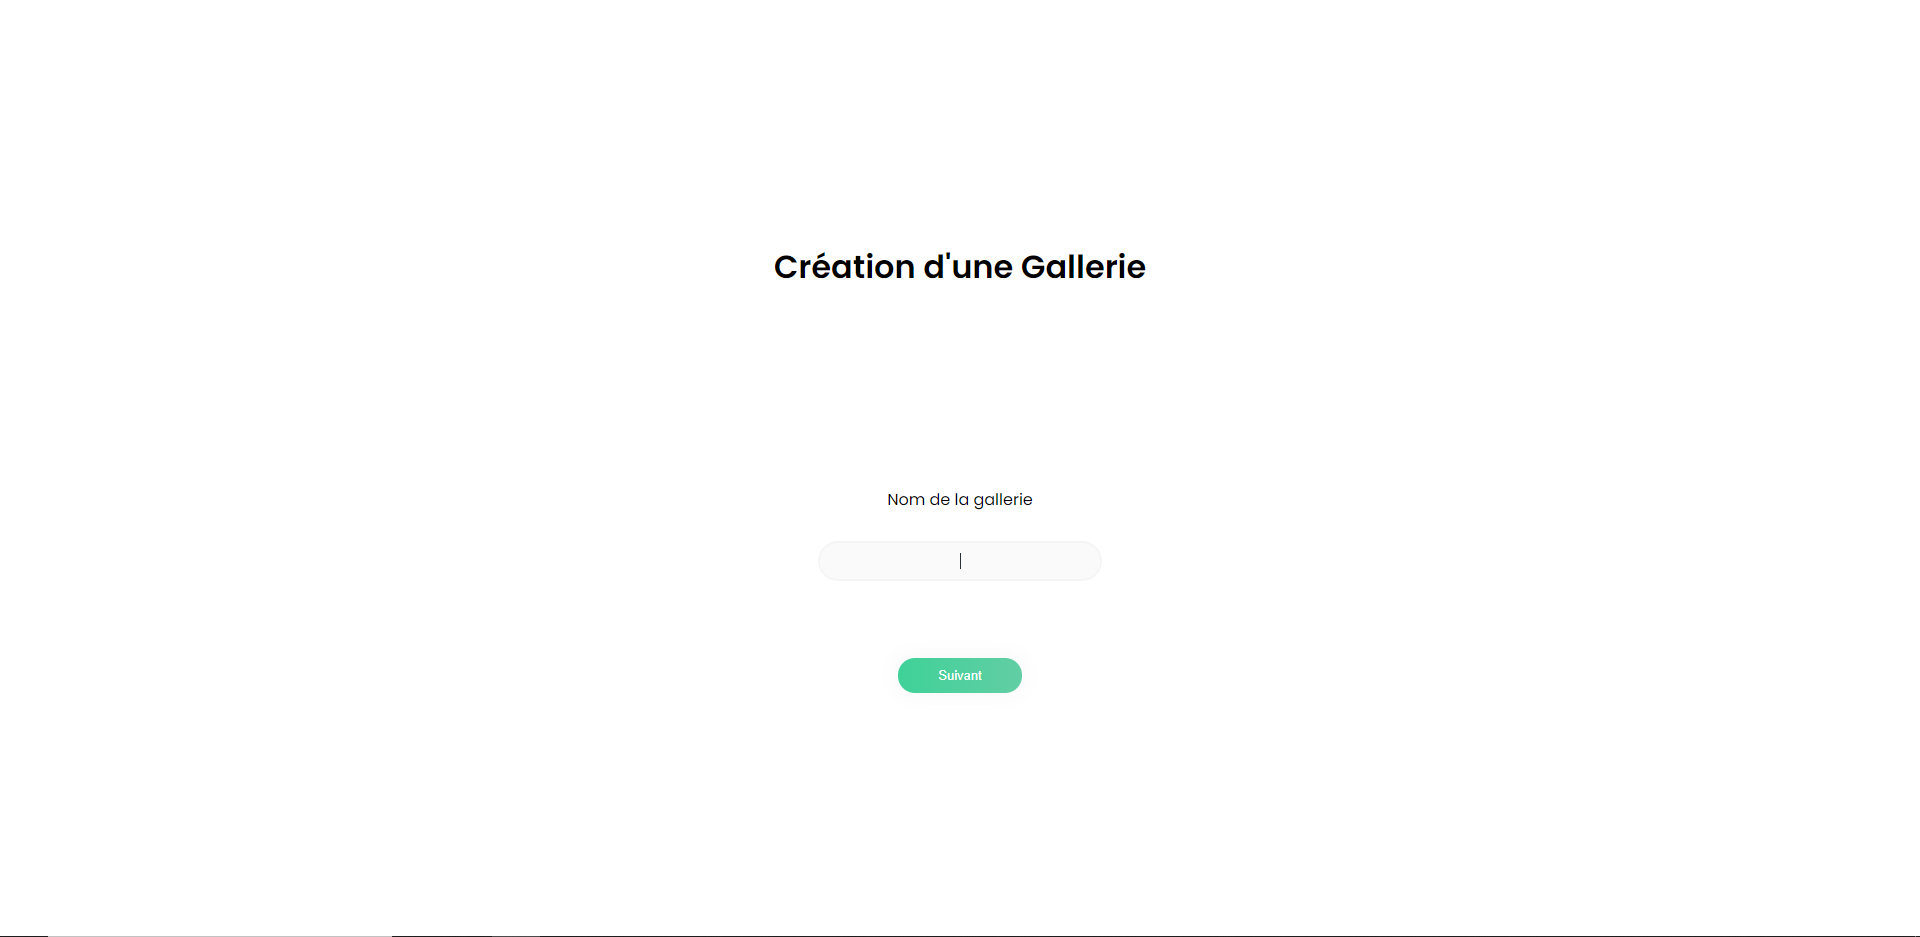 Création d'une Gallerie
Nom de la gallerie
Suivant